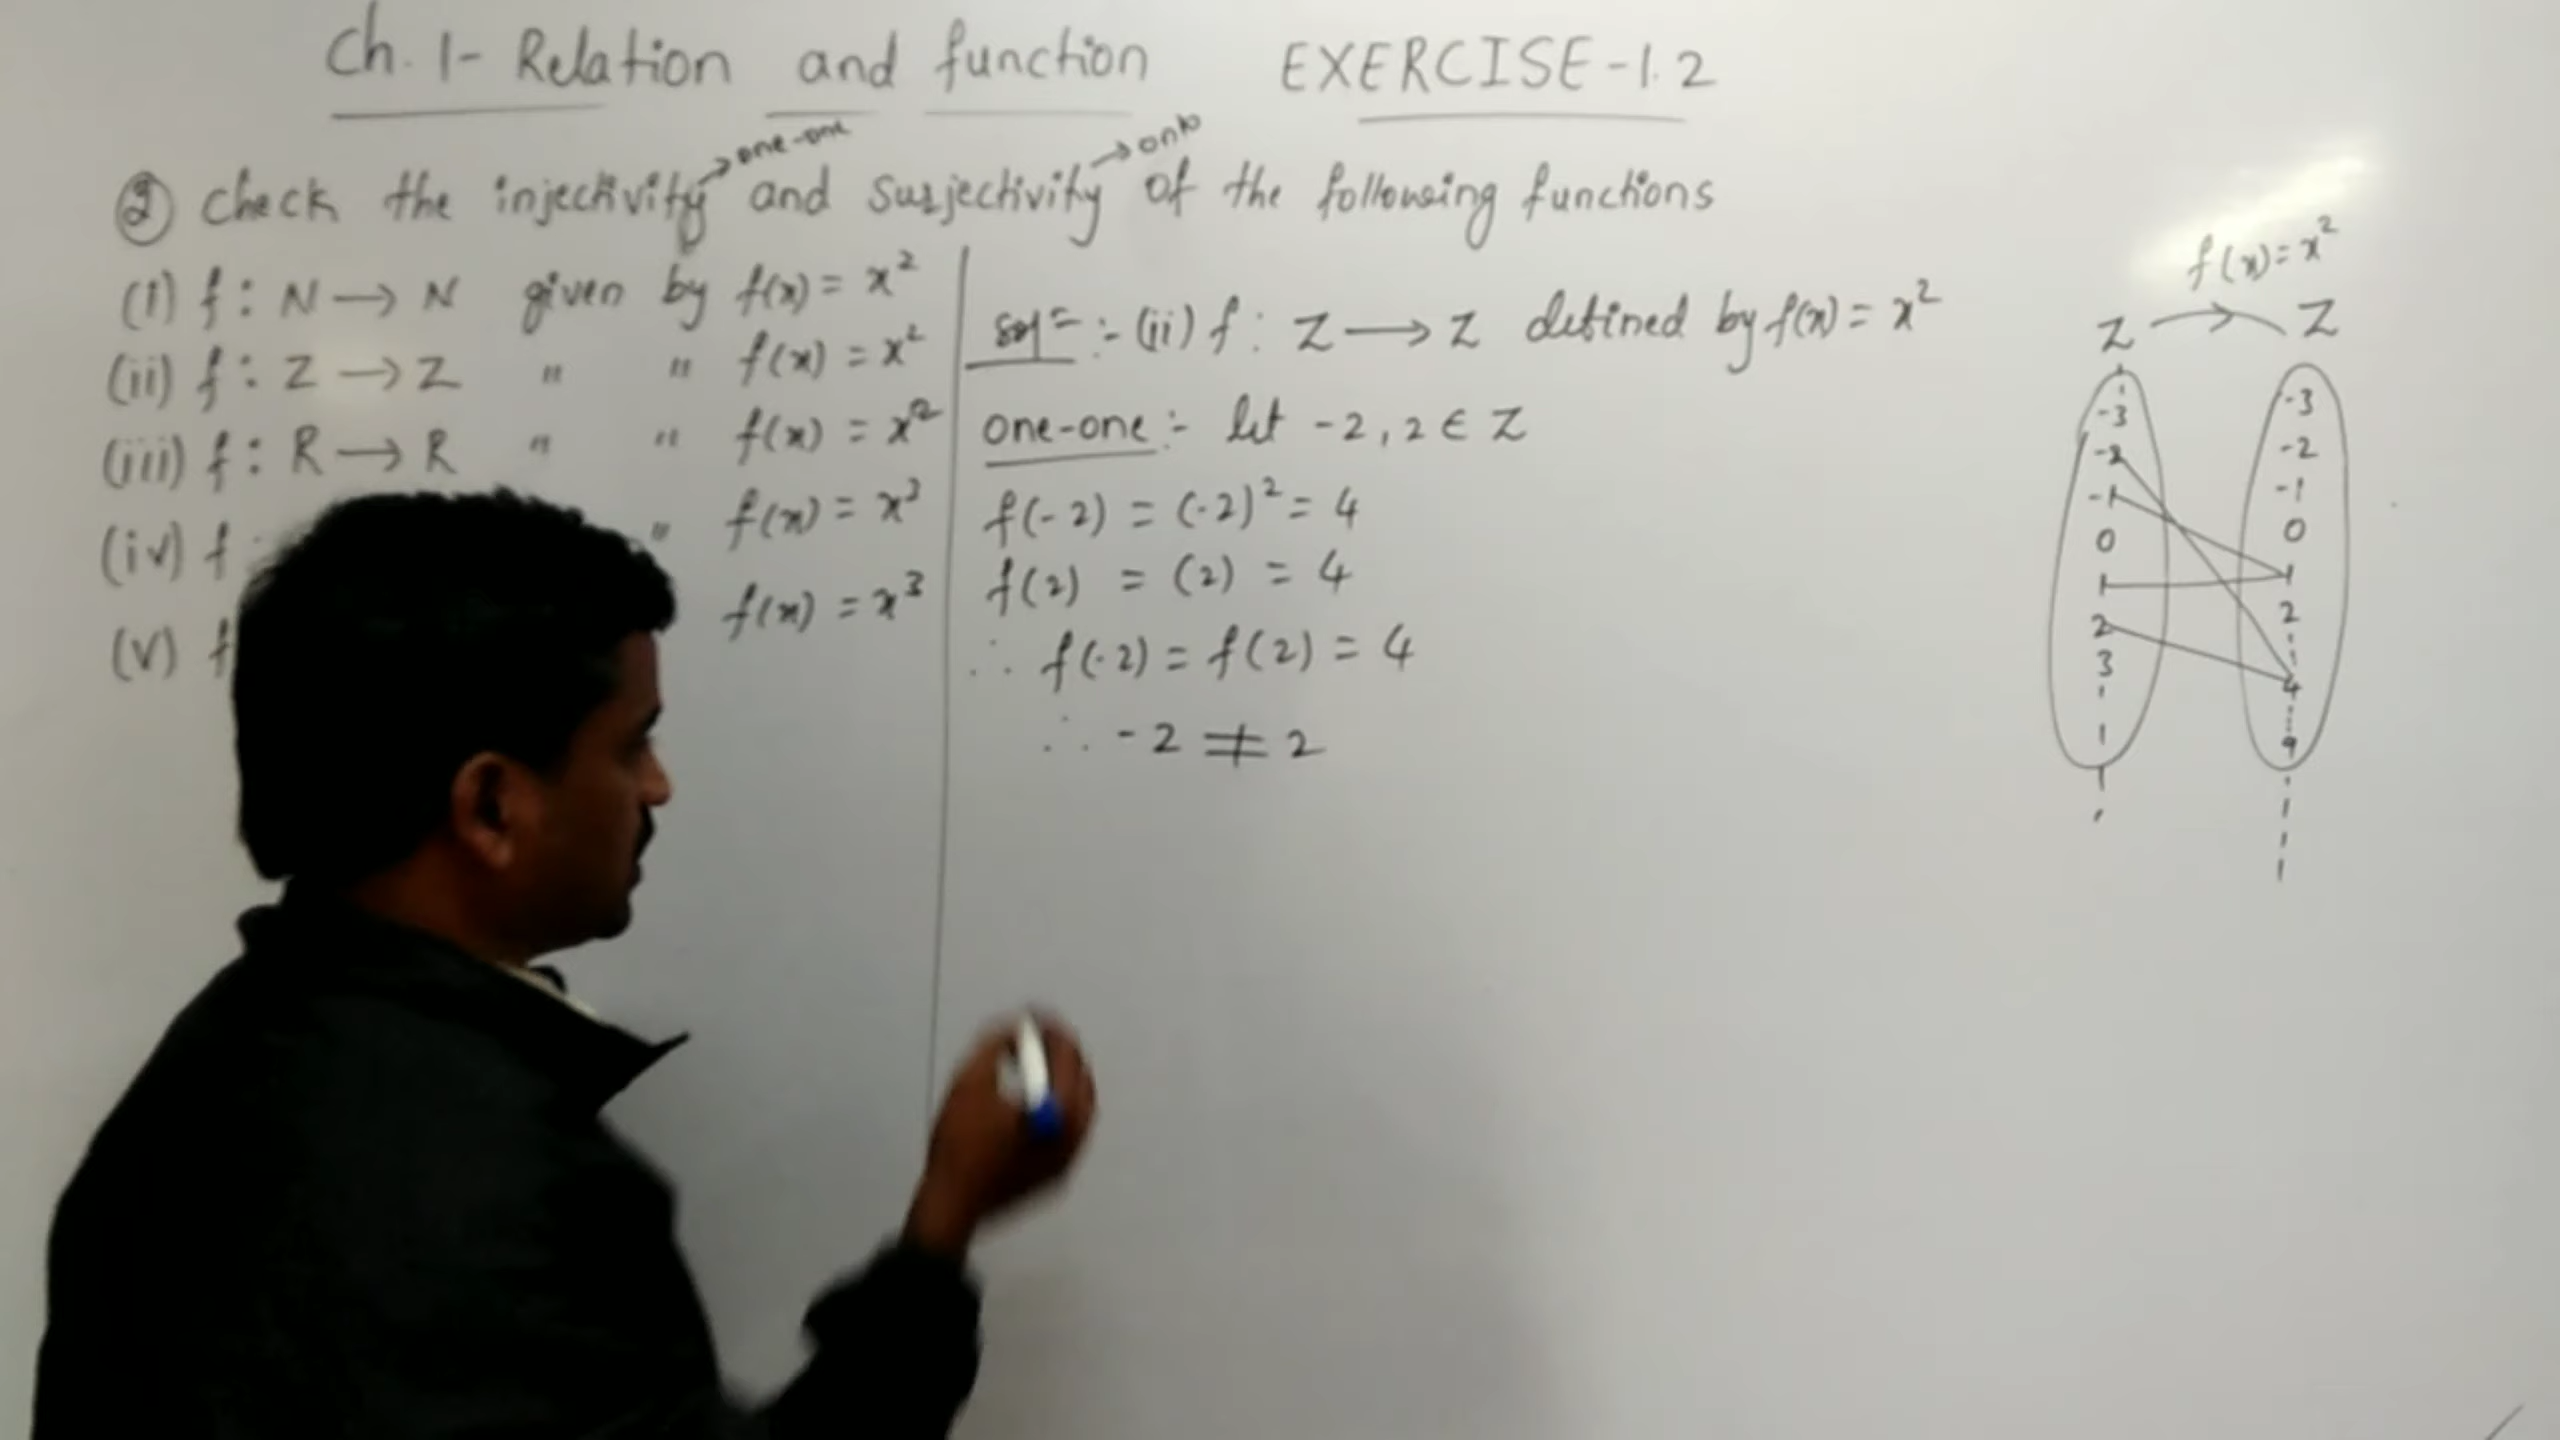 Ch. 1- Relation and function EXERCISE-1.2
→ one-one → onto
② Check the injectivity and surjectivity of the following functions
(i) f : N → N given by f(x) = x²
(ii) f : Z → Z " " f(x) = x²
(iii) f : R → R " " f(x) = x²
(iv) f : " f(x) = x³
(v) f f(x) = x³
Solⁿ :- (ii) f : Z → Z defined by f(x) = x²
one-one :- let -2, 2 ∈ Z
f(-2) = (-2)² = 4
f(2) = (2) = 4
∴ f(-2) = f(2) = 4
∴ -2 ≠ 2
f(x) = x²
Z → Z
-3 -3
-2 -2
-1 -1
0 0
1 1
2 2
3 4
9